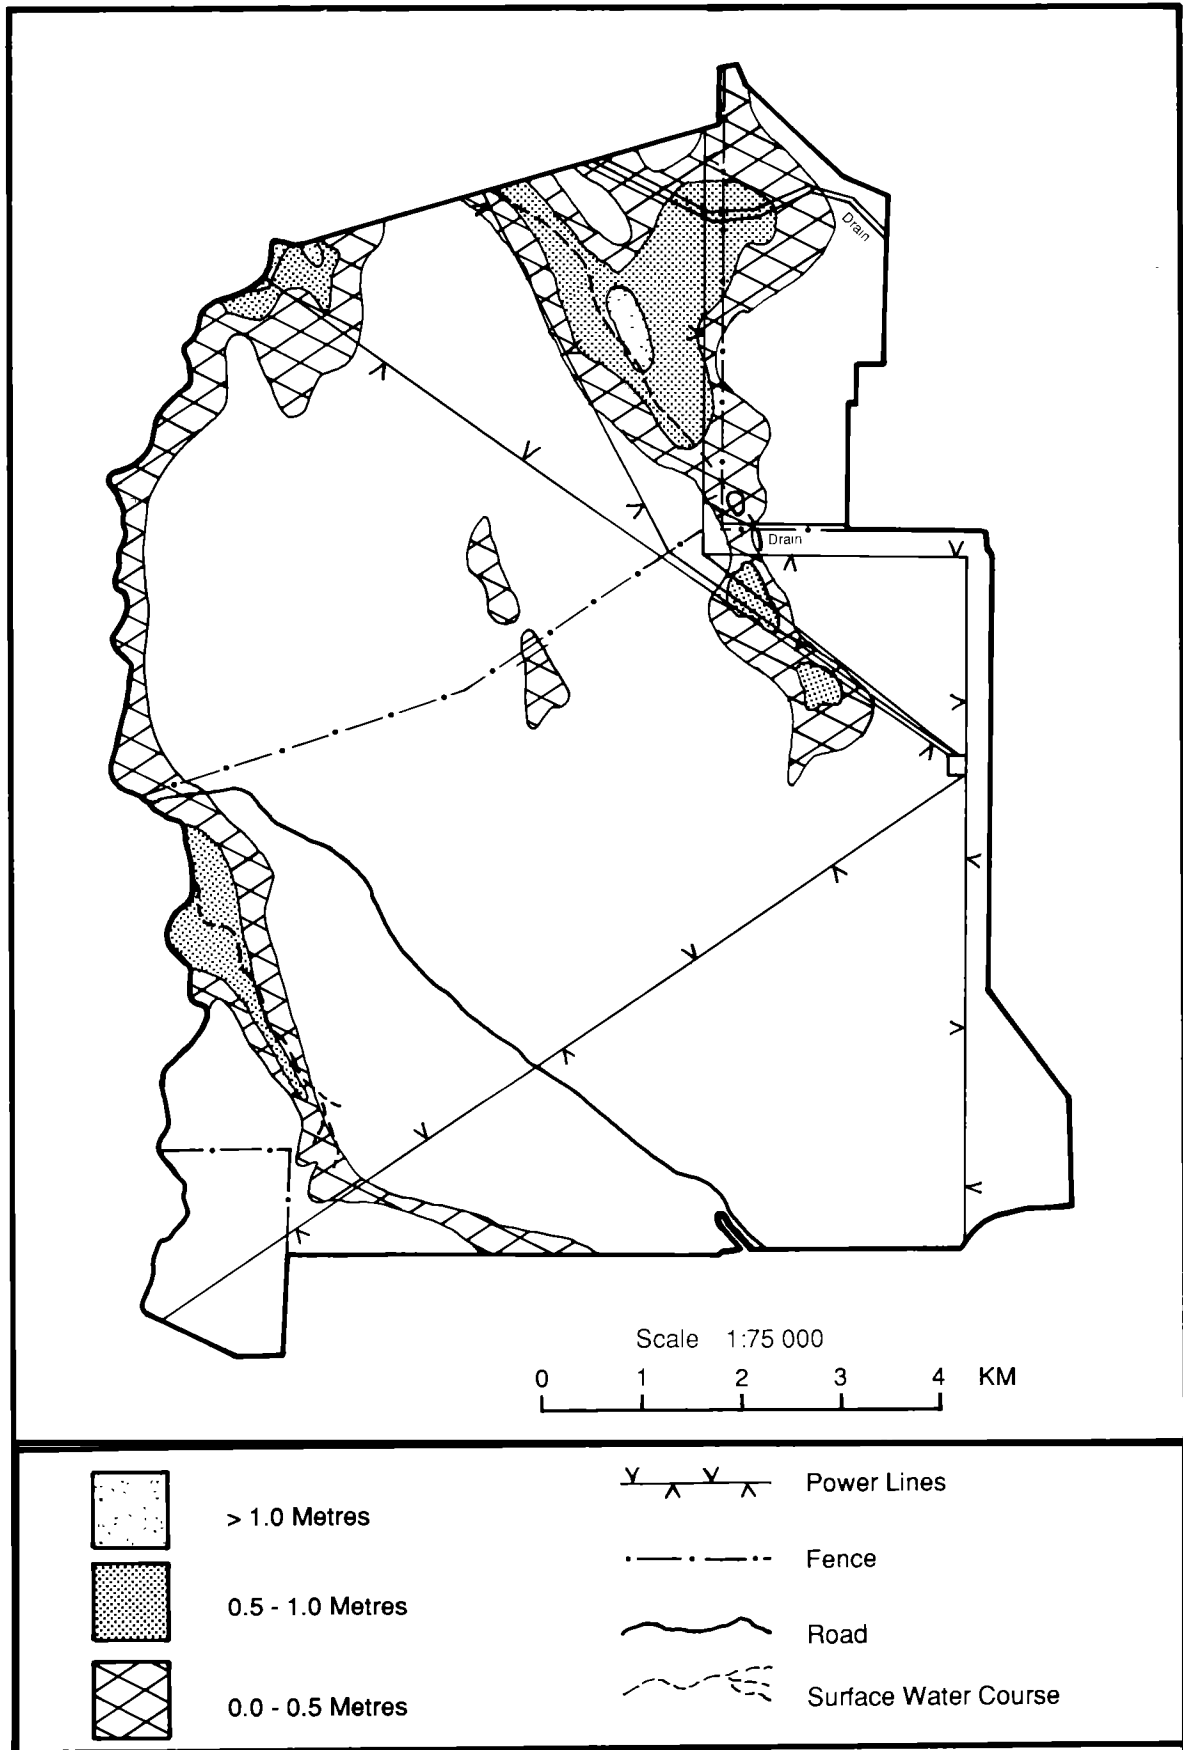 Drain
Drain
Scale 1:75 000
0 1 2 3 4 KM
> 1.0 Metres
0.5 - 1.0 Metres
0.0 - 0.5 Metres
Power Lines
Fence
Road
Surface Water Course